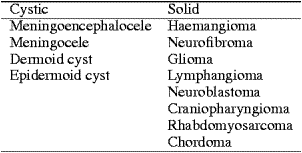 Cystic Solid
Meningoencephalocele Haemangioma
Meningocele Neurofibroma
Dermoid cyst Glioma
Epidermoid cyst Lymphangioma
Neuroblastoma
Craniopharyngioma
Rhabdomyosarcoma
Chordoma